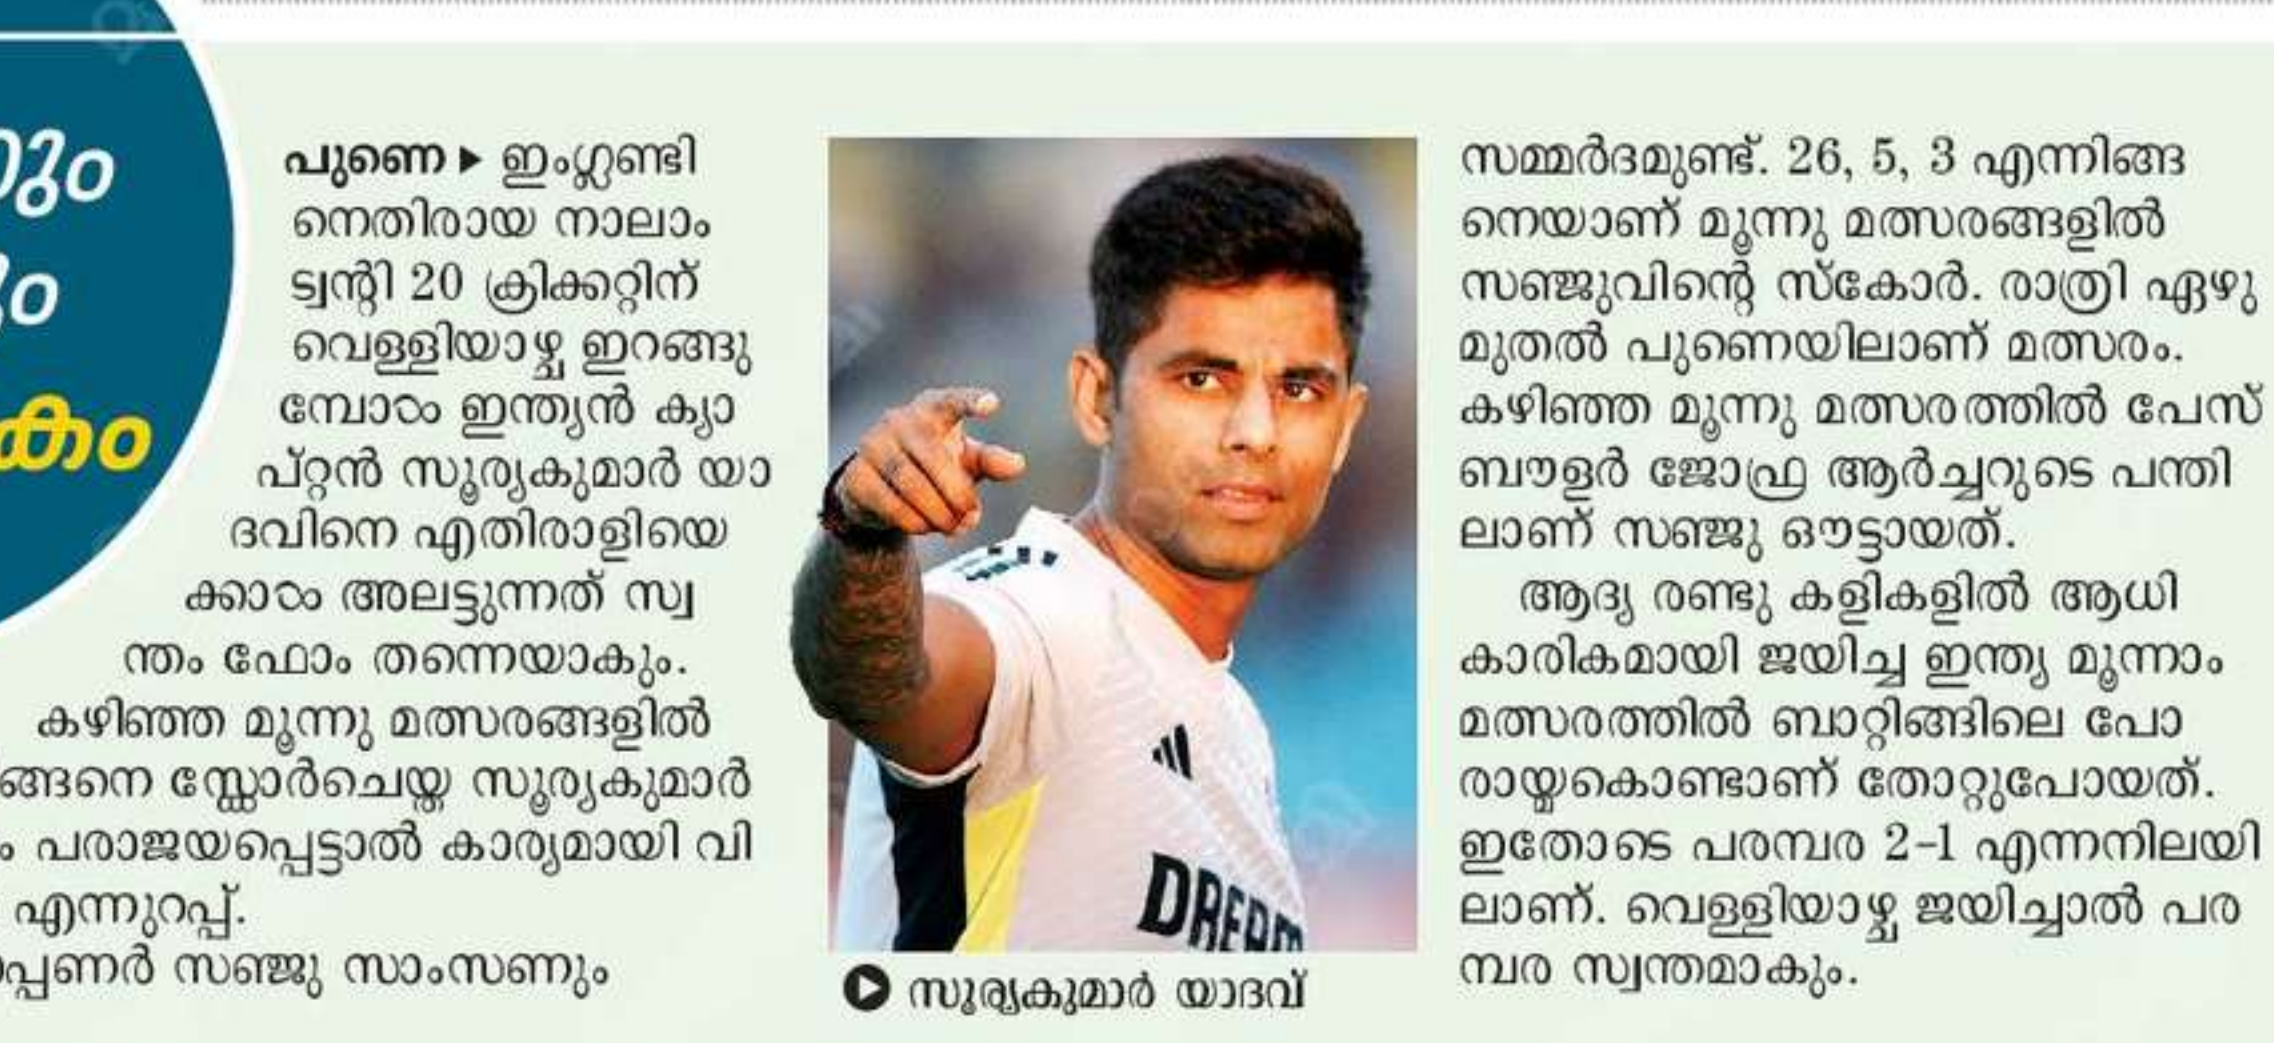 കം
പുണെ ▸ ഇംഗ്ലണ്ടി
നെതിരായ നാലാം
ട്വന്റി 20 ക്രിക്കറ്റിന്
വെള്ളിയാഴ്ച ഇറങ്ങു
മ്പോൾ ഇന്ത്യൻ ക്യാ
പ്റ്റൻ സൂര്യകുമാർ യാ
ദവിനെ എതിരാളിയെ
ക്കാൾ അലട്ടുന്നത് സ്വ
ന്തം ഫോം തന്നെയാകും.
കഴിഞ്ഞ മൂന്നു മത്സരങ്ങളിൽ
ങ്ങനെ സ്കോർചെയ്ത സൂര്യകുമാർ
പരാജയപ്പെട്ടാൽ കാര്യമായി വി
എന്നുറപ്പ്.
പ്പണർ സഞ്ജു സാംസണും
DREAM
▸ സൂര്യകുമാർ യാദവ്
സമ്മർദമുണ്ട്. 26, 5, 3 എന്നിങ്ങ
നെയാണ് മൂന്നു മത്സരങ്ങളിൽ
സഞ്ജുവിന്റെ സ്കോർ. രാത്രി ഏഴു
മുതൽ പുണെയിലാണ് മത്സരം.
കഴിഞ്ഞ മൂന്നു മത്സരത്തിൽ പേസ്
ബൗളർ ജോഫ്ര ആർച്ചറുടെ പന്തി
ലാണ് സഞ്ജു ഔട്ടായത്.
ആദ്യ രണ്ടു കളികളിൽ ആധി
കാരികമായി ജയിച്ച ഇന്ത്യ മൂന്നാം
മത്സരത്തിൽ ബാറ്റിങ്ങിലെ പോ
രായ്മകൊണ്ടാണ് തോറ്റുപോയത്.
ഇതോടെ പരമ്പര 2-1 എന്നനിലയി
ലാണ്. വെള്ളിയാഴ്ച ജയിച്ചാൽ പര
മ്പര സ്വന്തമാകും.